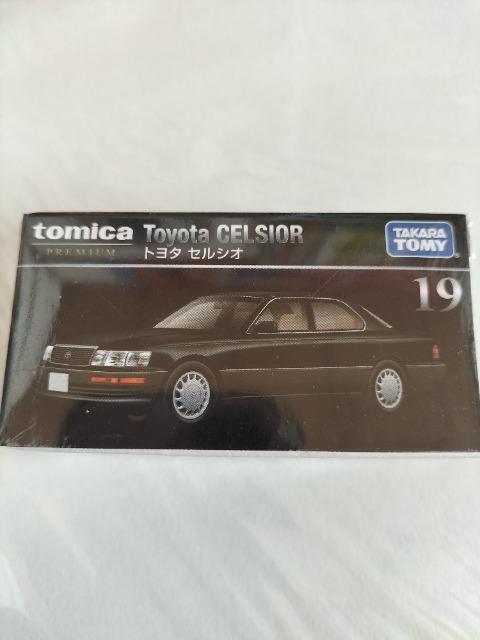 tomica Toyota CELSIOR
PREMIUM トヨタ セルシオ
TAKARA
TOMY
19